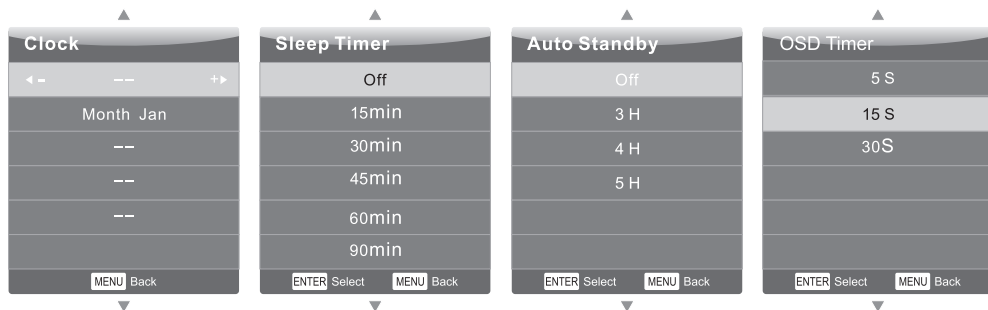 Clock
- -- +
Month Jan
--
--
--
MENU Back
Sleep Timer
Off
15min
30min
45min
60min
90min
ENTER Select MENU Back
Auto Standby
Off
3 H
4 H
5 H
ENTER Select MENU Back
OSD Timer
5 S
15 S
30S
ENTER Select MENU Back